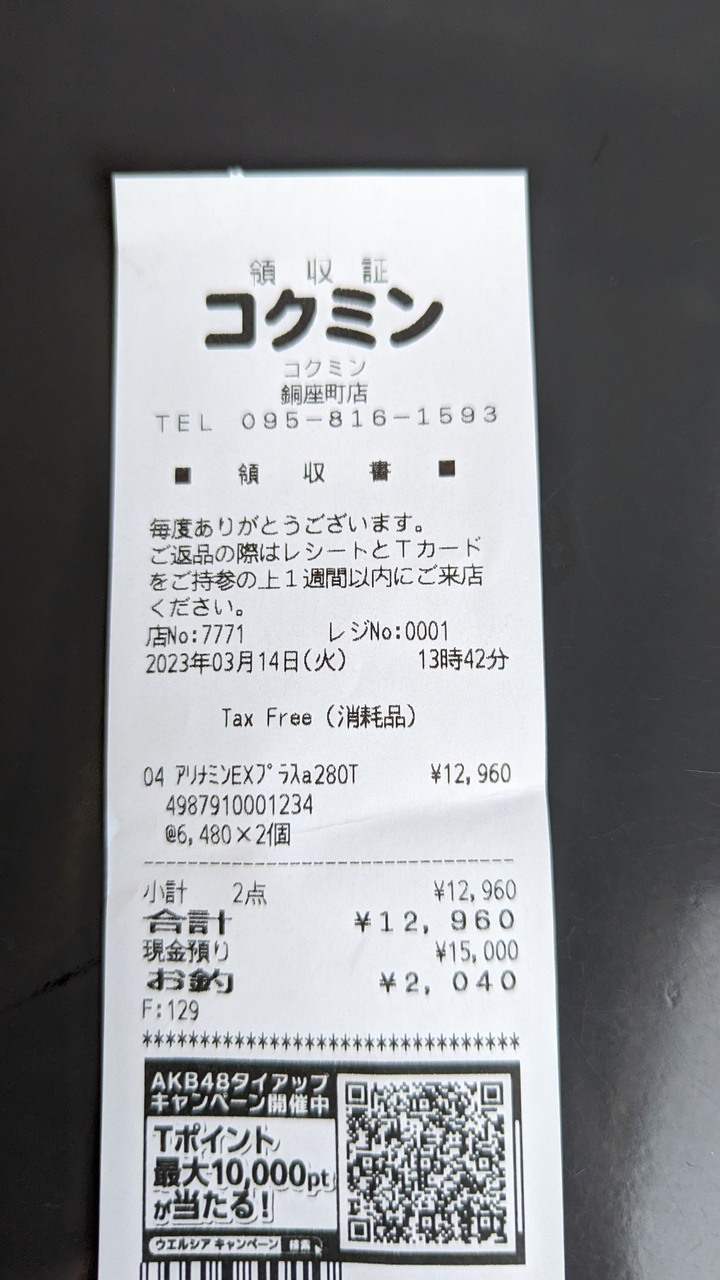 領収証
コクミン
コクミン
銅座町店
TEL 095-816-1593
■ 領収書 ■
毎度ありがとうございます。
ご返品の際はレシートとTカード
をご持参の上1週間以内にご来店
ください。
店No:7771 レジNo:0001
2023年03月14日(火) 13時42分
Tax Free (消耗品)
04 アリナミンEXプラスa280T ¥12,960
4987910001234
@6,480×2個
小計 2点 ¥12,960
合計 ¥12,960
現金預り ¥15,000
お釣 ¥2,040
F:129
****************************************
AKB48タイアップ
キャンペーン開催中
Tポイント
最大10,000pt
が当たる!
ウエルシア キャンペーン 検索